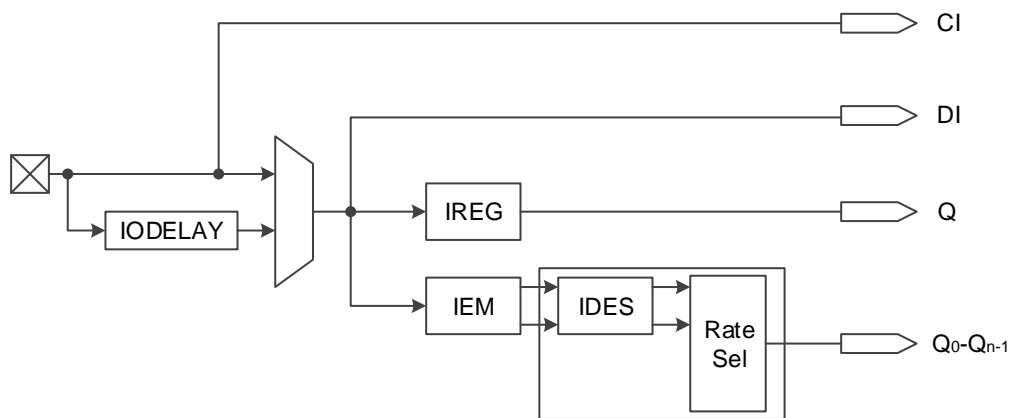 CI
DI
IREG
Q
IODELAY
IEM
IDES
Rate
Sel
Q0-Qn-1